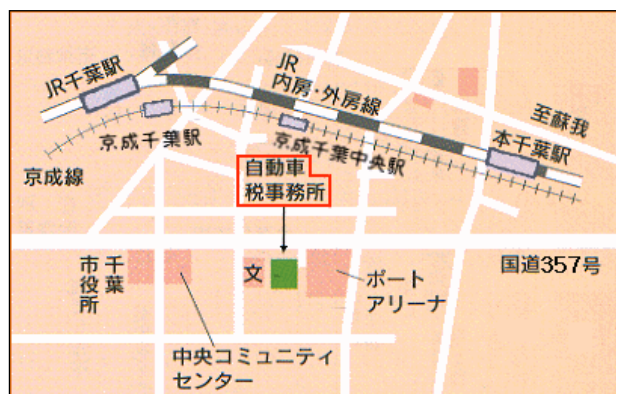 JR千葉駅
JR
内房・外房線
至蘇我
本千葉駅
京成千葉駅
京成千葉中央駅
京成線
自動車
税事務所
千葉
市役所
文
ポート
アリーナ
国道357号
中央コミュニティ
センター